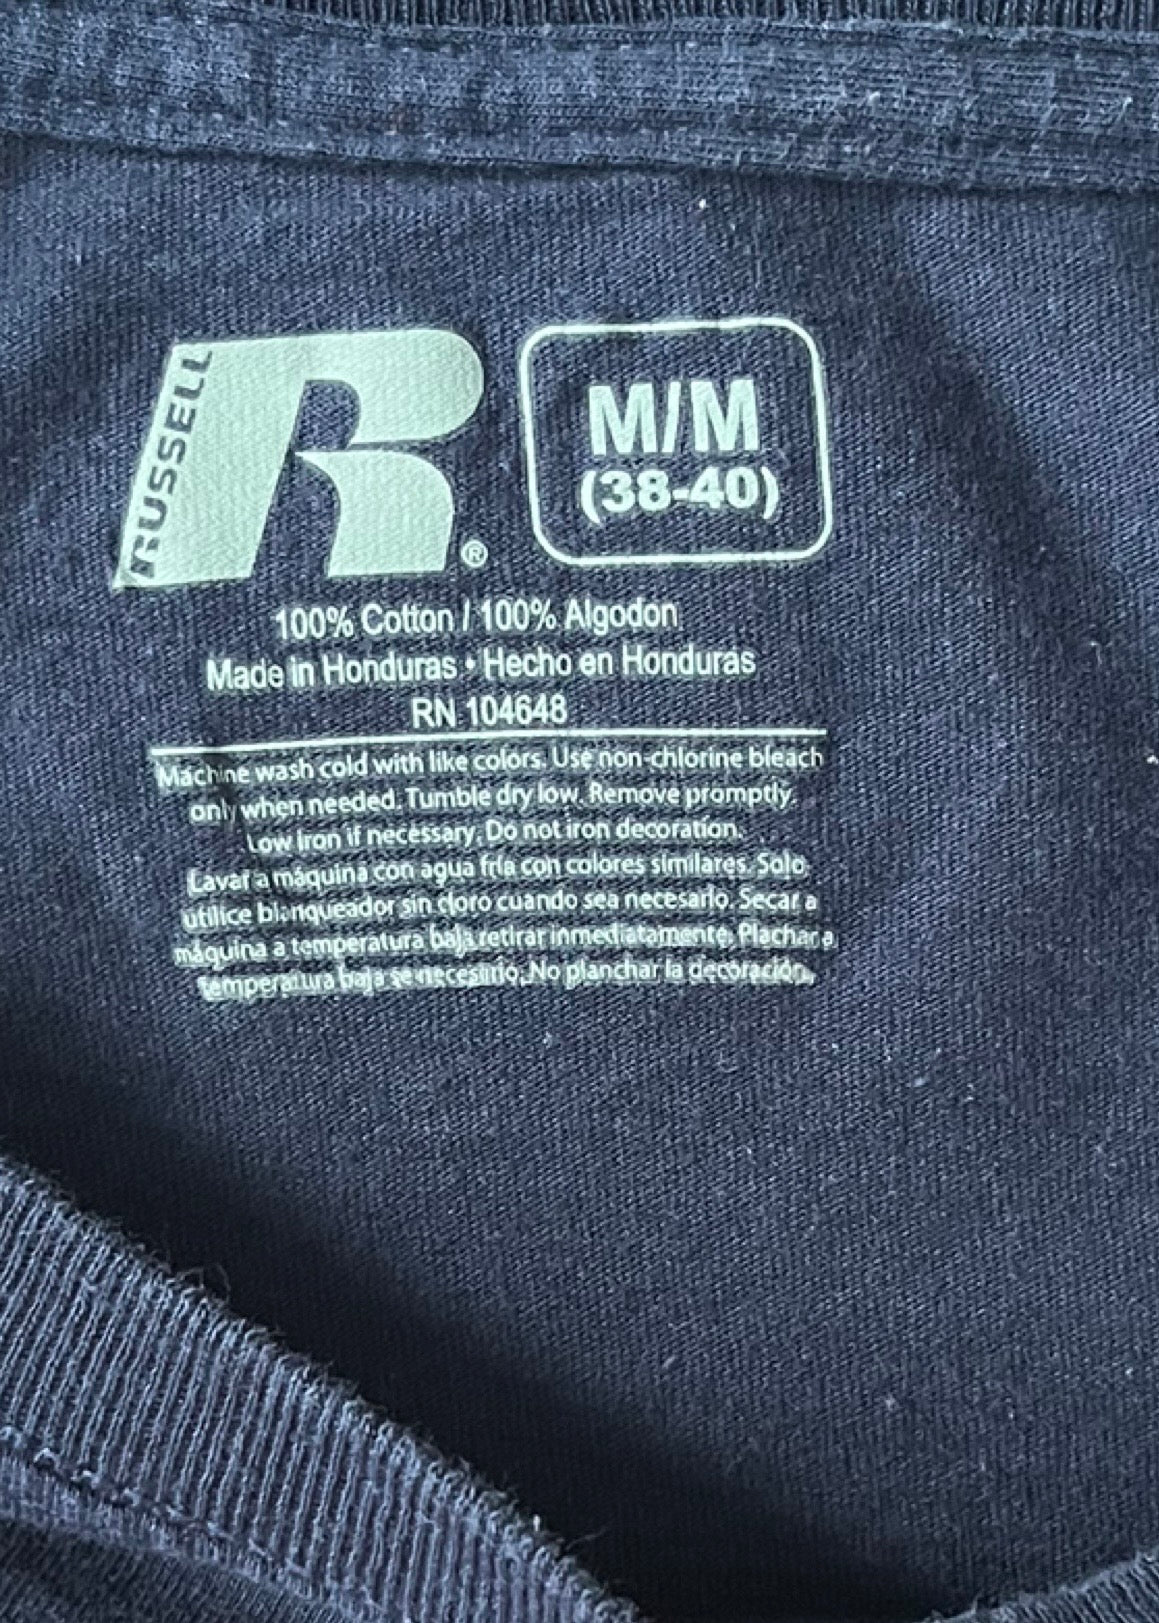 RUSSELL
R®
M/M
(38-40)
100% Cotton / 100% Algodon
Made in Honduras • Hecho en Honduras
RN 104648
Machine wash cold with like colors. Use non-chlorine bleach
only when needed. Tumble dry low. Remove promptly.
Low iron if necessary, Do not iron decoration.
Lavar a máquina con agua fría con colores similares. Solo
utilice blanqueador sin cloro cuando sea necesario. Secar a
máquina a temperatura baja retirar inmediatamente. Planchar a
temperatura baja se necesario. No planchar la decoración.